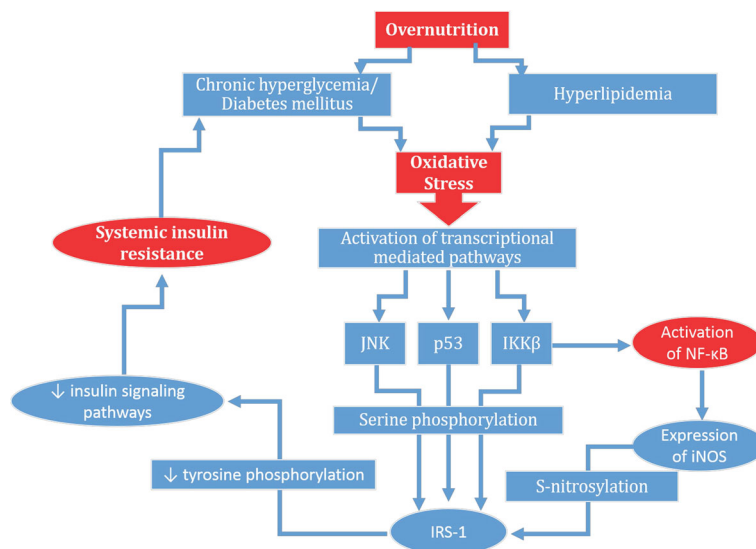 Overnutrition
Chronic hyperglycemia/
Diabetes mellitus
Hyperlipidemia
Oxidative
Stress
Systemic insulin
resistance
Activation of transcriptional
mediated pathways
JNK
p53
IKKβ
Activation
of NF-κB
↓ insulin signaling
pathways
Serine phosphorylation
Expression
of iNOS
↓ tyrosine phosphorylation
S-nitrosylation
IRS-1